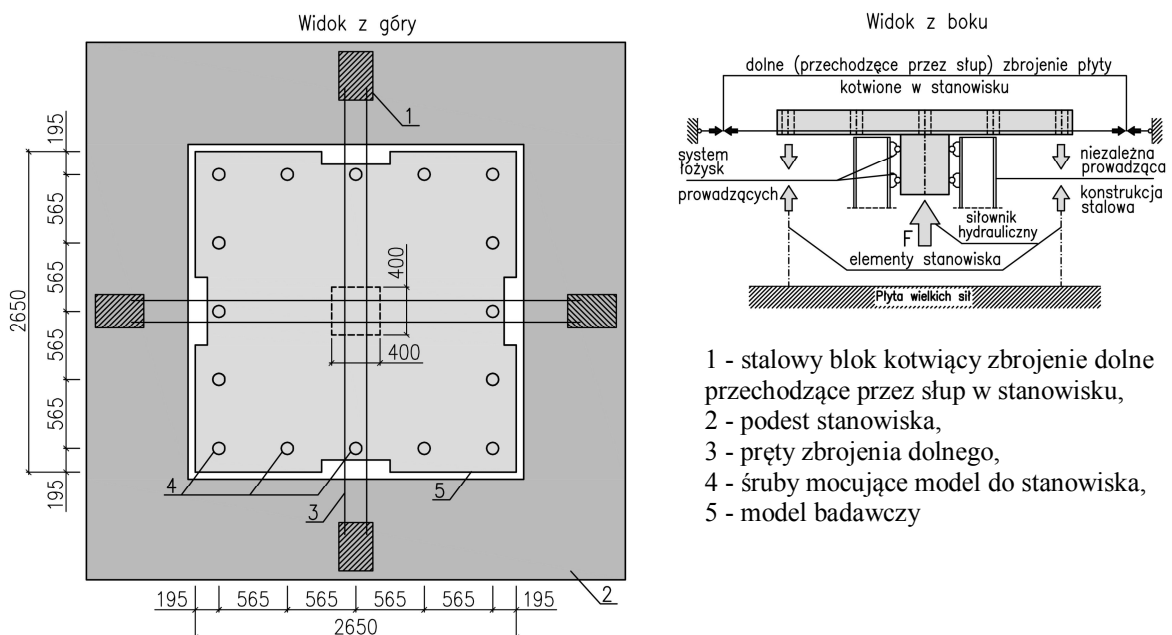 Widok z góry
1
195
565
565
565
565
195
2650
400
400
4
3
5
2
195
565
565
565
565
195
2650
Widok z boku
dolne (przechodzące przez słup) zbrojenie płyty
kotwione w stanowisku
system
łożysk
prowadzących
niezależna
prowadząca
konstrukcja
stalowa
F
siłownik
hydrauliczny
elementy stanowiska
Płyta wielkich sił
1 - stalowy blok kotwiący zbrojenie dolne
przechodzące przez słup w stanowisku,
2 - podest stanowiska,
3 - pręty zbrojenia dolnego,
4 - śruby mocujące model do stanowiska,
5 - model badawczy